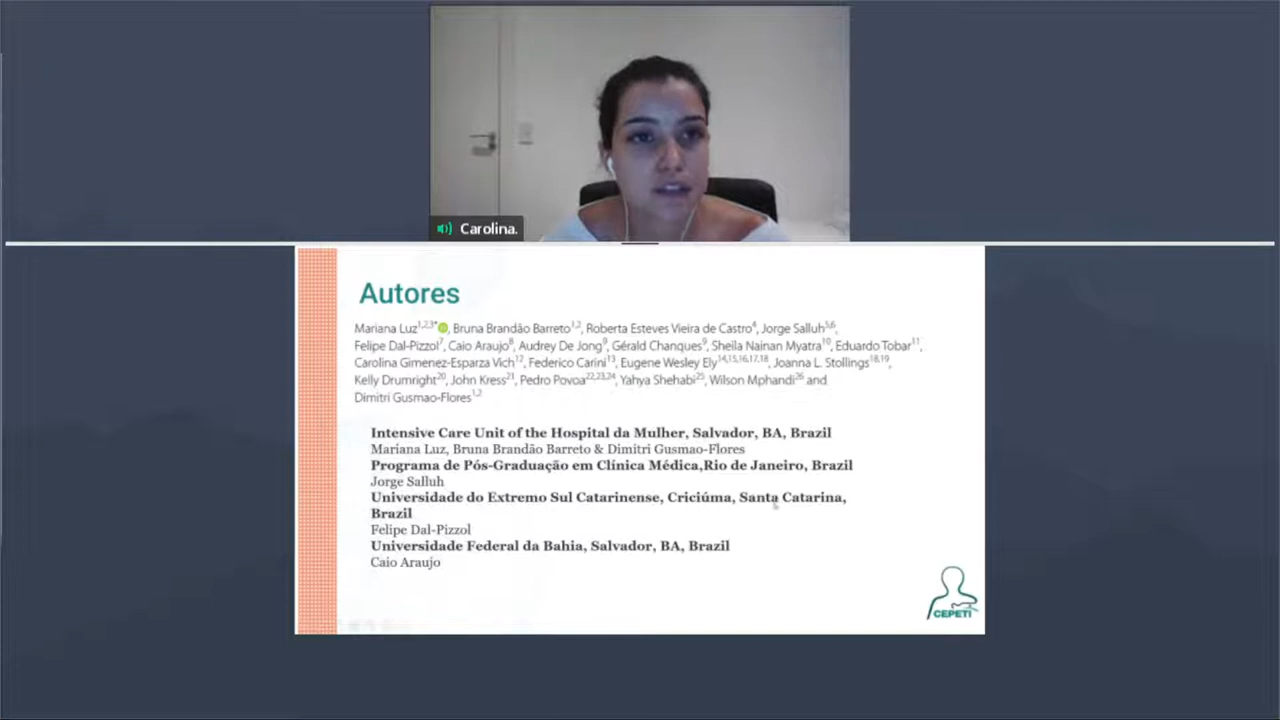 Carolina.
Autores
Mariana Luz1,2,3*, Bruna Brandão Barreto1,2, Roberta Esteves Vieira de Castro4, Jorge Salluh5,6,
Felipe Dal-Pizzol7, Caio Araujo8, Audrey De Jong9, Gérald Chanques9, Sheila Nainan Myatra10, Eduardo Tobar11,
Carolina Gimenez-Esparza Vich12, Federico Carini13, Eugene Wesley Ely14,15,16,17,18, Joanna L. Stollings18,19,
Kelly Drumright20, John Kress21, Pedro Povoa22,23,24, Yahya Shehabi25, Wilson Mphandi26 and
Dimitri Gusmao-Flores1,2
Intensive Care Unit of the Hospital da Mulher, Salvador, BA, Brazil
Mariana Luz, Bruna Brandão Barreto & Dimitri Gusmao-Flores
Programa de Pós-Graduação em Clínica Médica,Rio de Janeiro, Brazil
Jorge Salluh
Universidade do Extremo Sul Catarinense, Criciúma, Santa Catarina,
Brazil
Felipe Dal-Pizzol
Universidade Federal da Bahia, Salvador, BA, Brazil
Caio Araujo
CEPETI